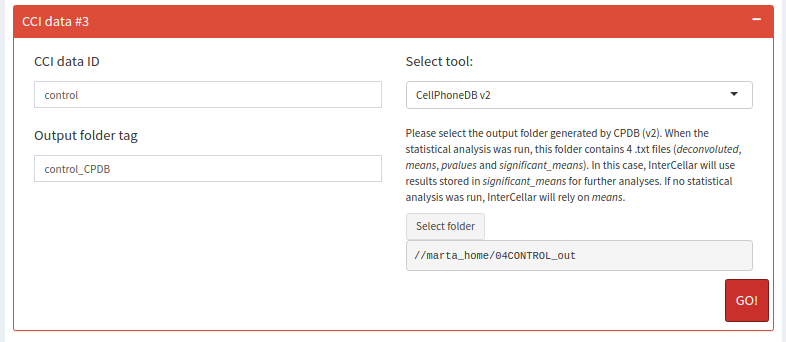 CCI data #3
CCI data ID
control
Output folder tag
control_CPDB
Select tool:
CellPhoneDB v2
Please select the output folder generated by CPDB (v2). When the
statistical analysis was run, this folder contains 4 .txt files (deconvoluted,
means, pvalues and significant_means). In this case, InterCellar will use
results stored in significant_means for further analyses. If no statistical
analysis was run, InterCellar will rely on means.
Select folder
//marta_home/04CONTROL_out
GO!